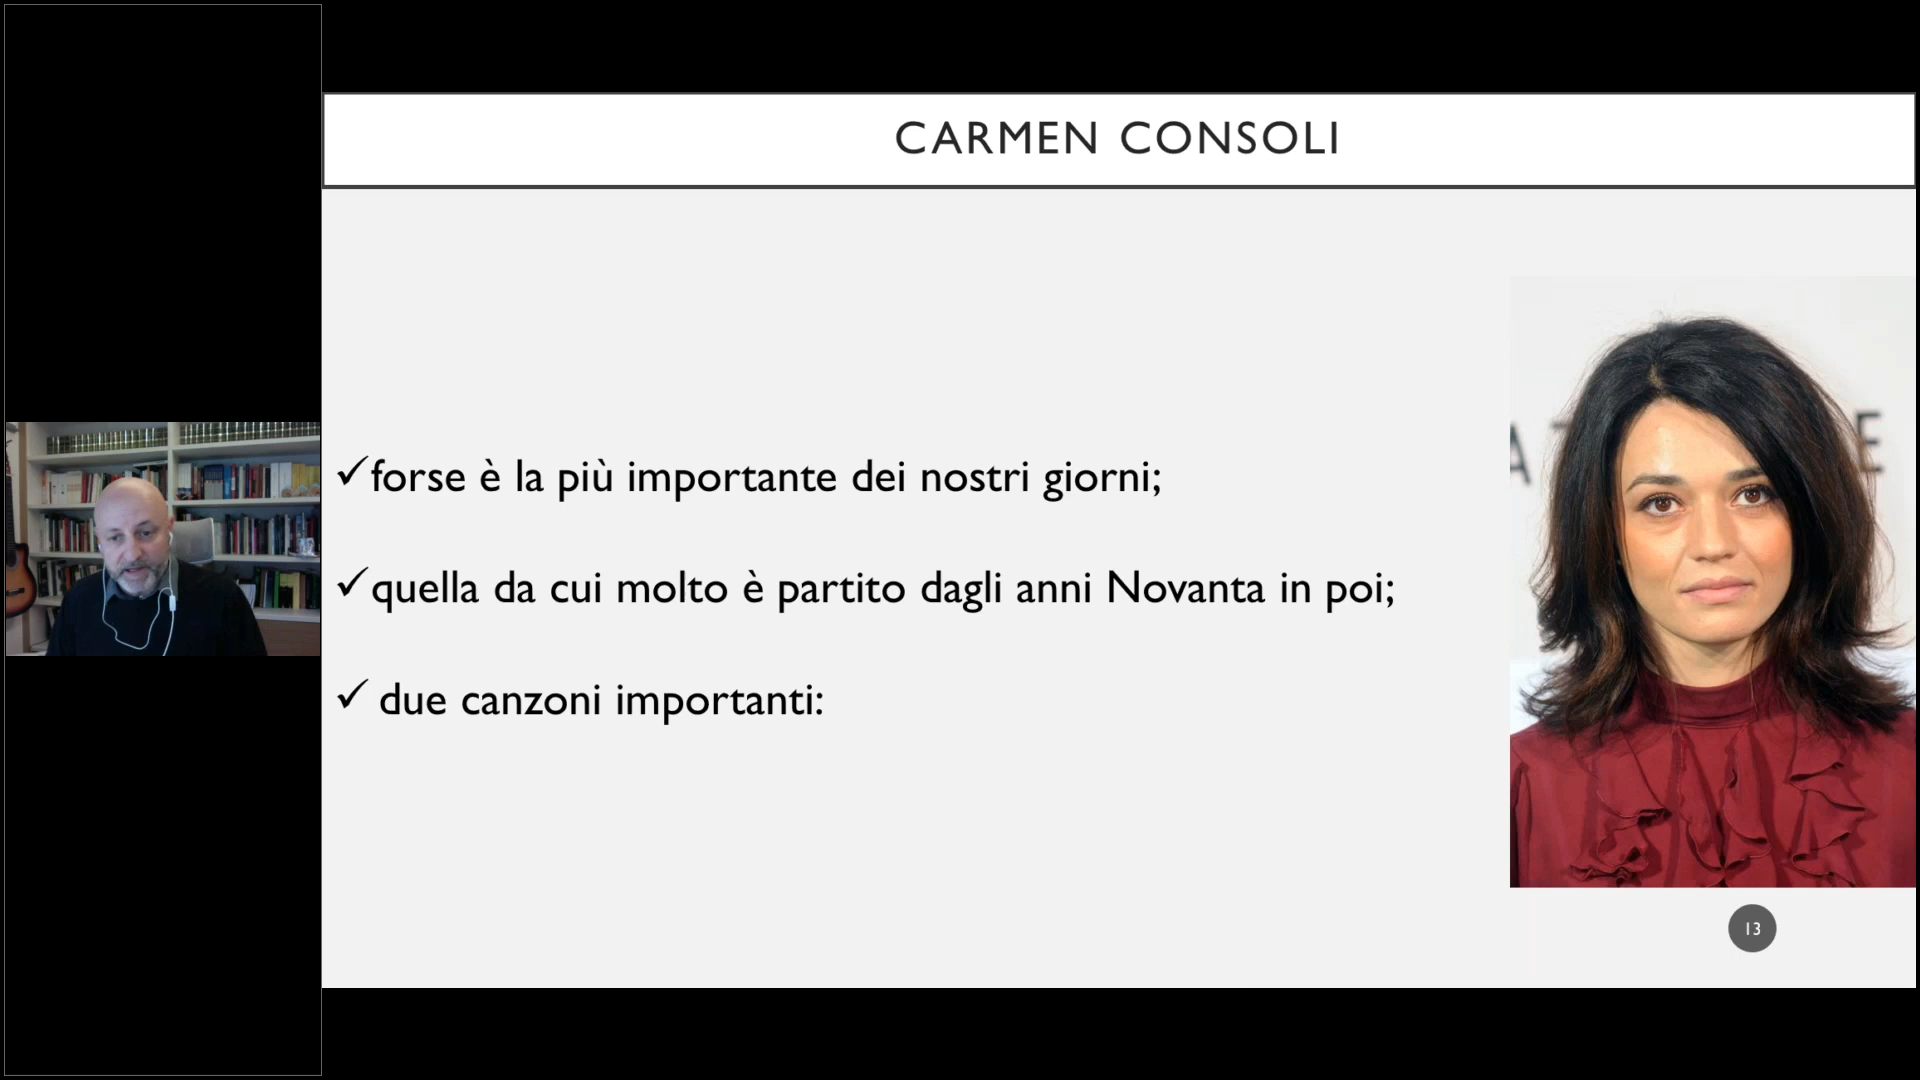 CARMEN CONSOLI
✓forse è la più importante dei nostri giorni;
✓quella da cui molto è partito dagli anni Novanta in poi;
✓ due canzoni importanti:
13